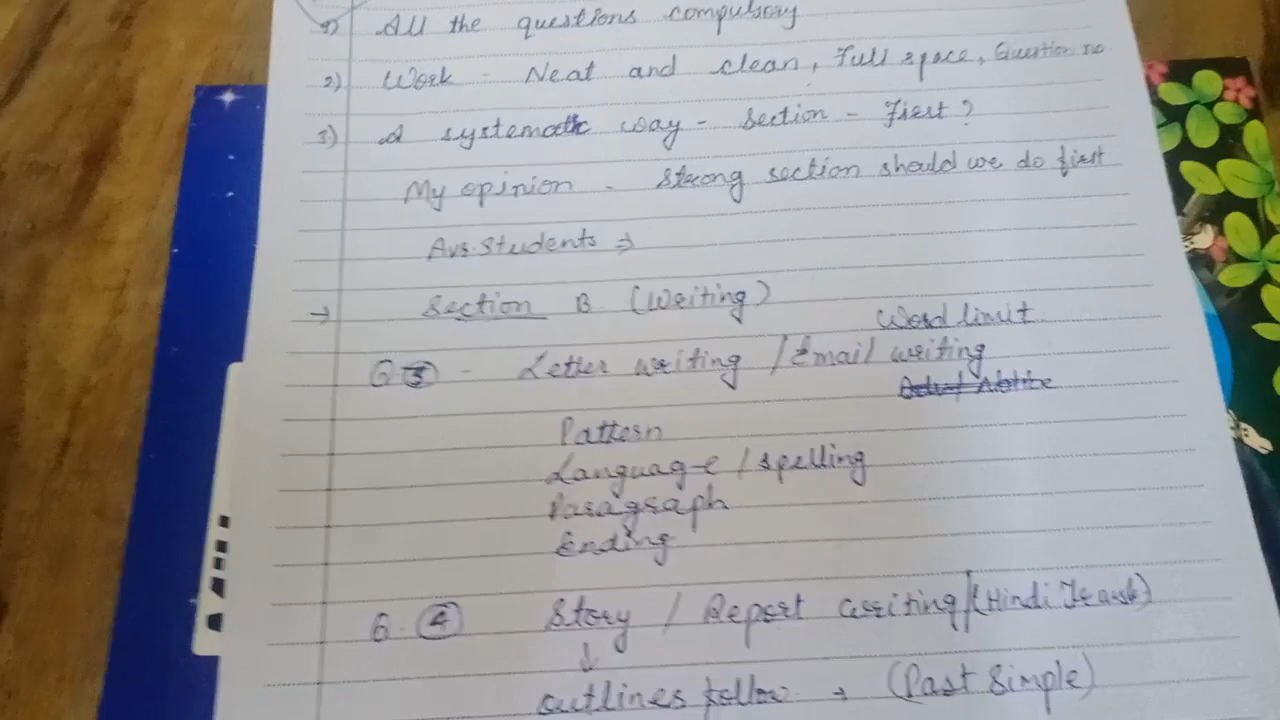 1) All the questions compulsory
2) Work - Neat and clean, Full space, Question no
3) A systematic way - Section - First?
My opinion - Strong section should we do first
Avg. Students ⇒
→ Section B (Writing)
Word limit
Q ③ - Letter writing / Email writing
Pattern
Language / spelling
Paragraph
Ending
Q. ④ Story / Report writing / (Hindi
↓
outlines follow → (Past Simple)